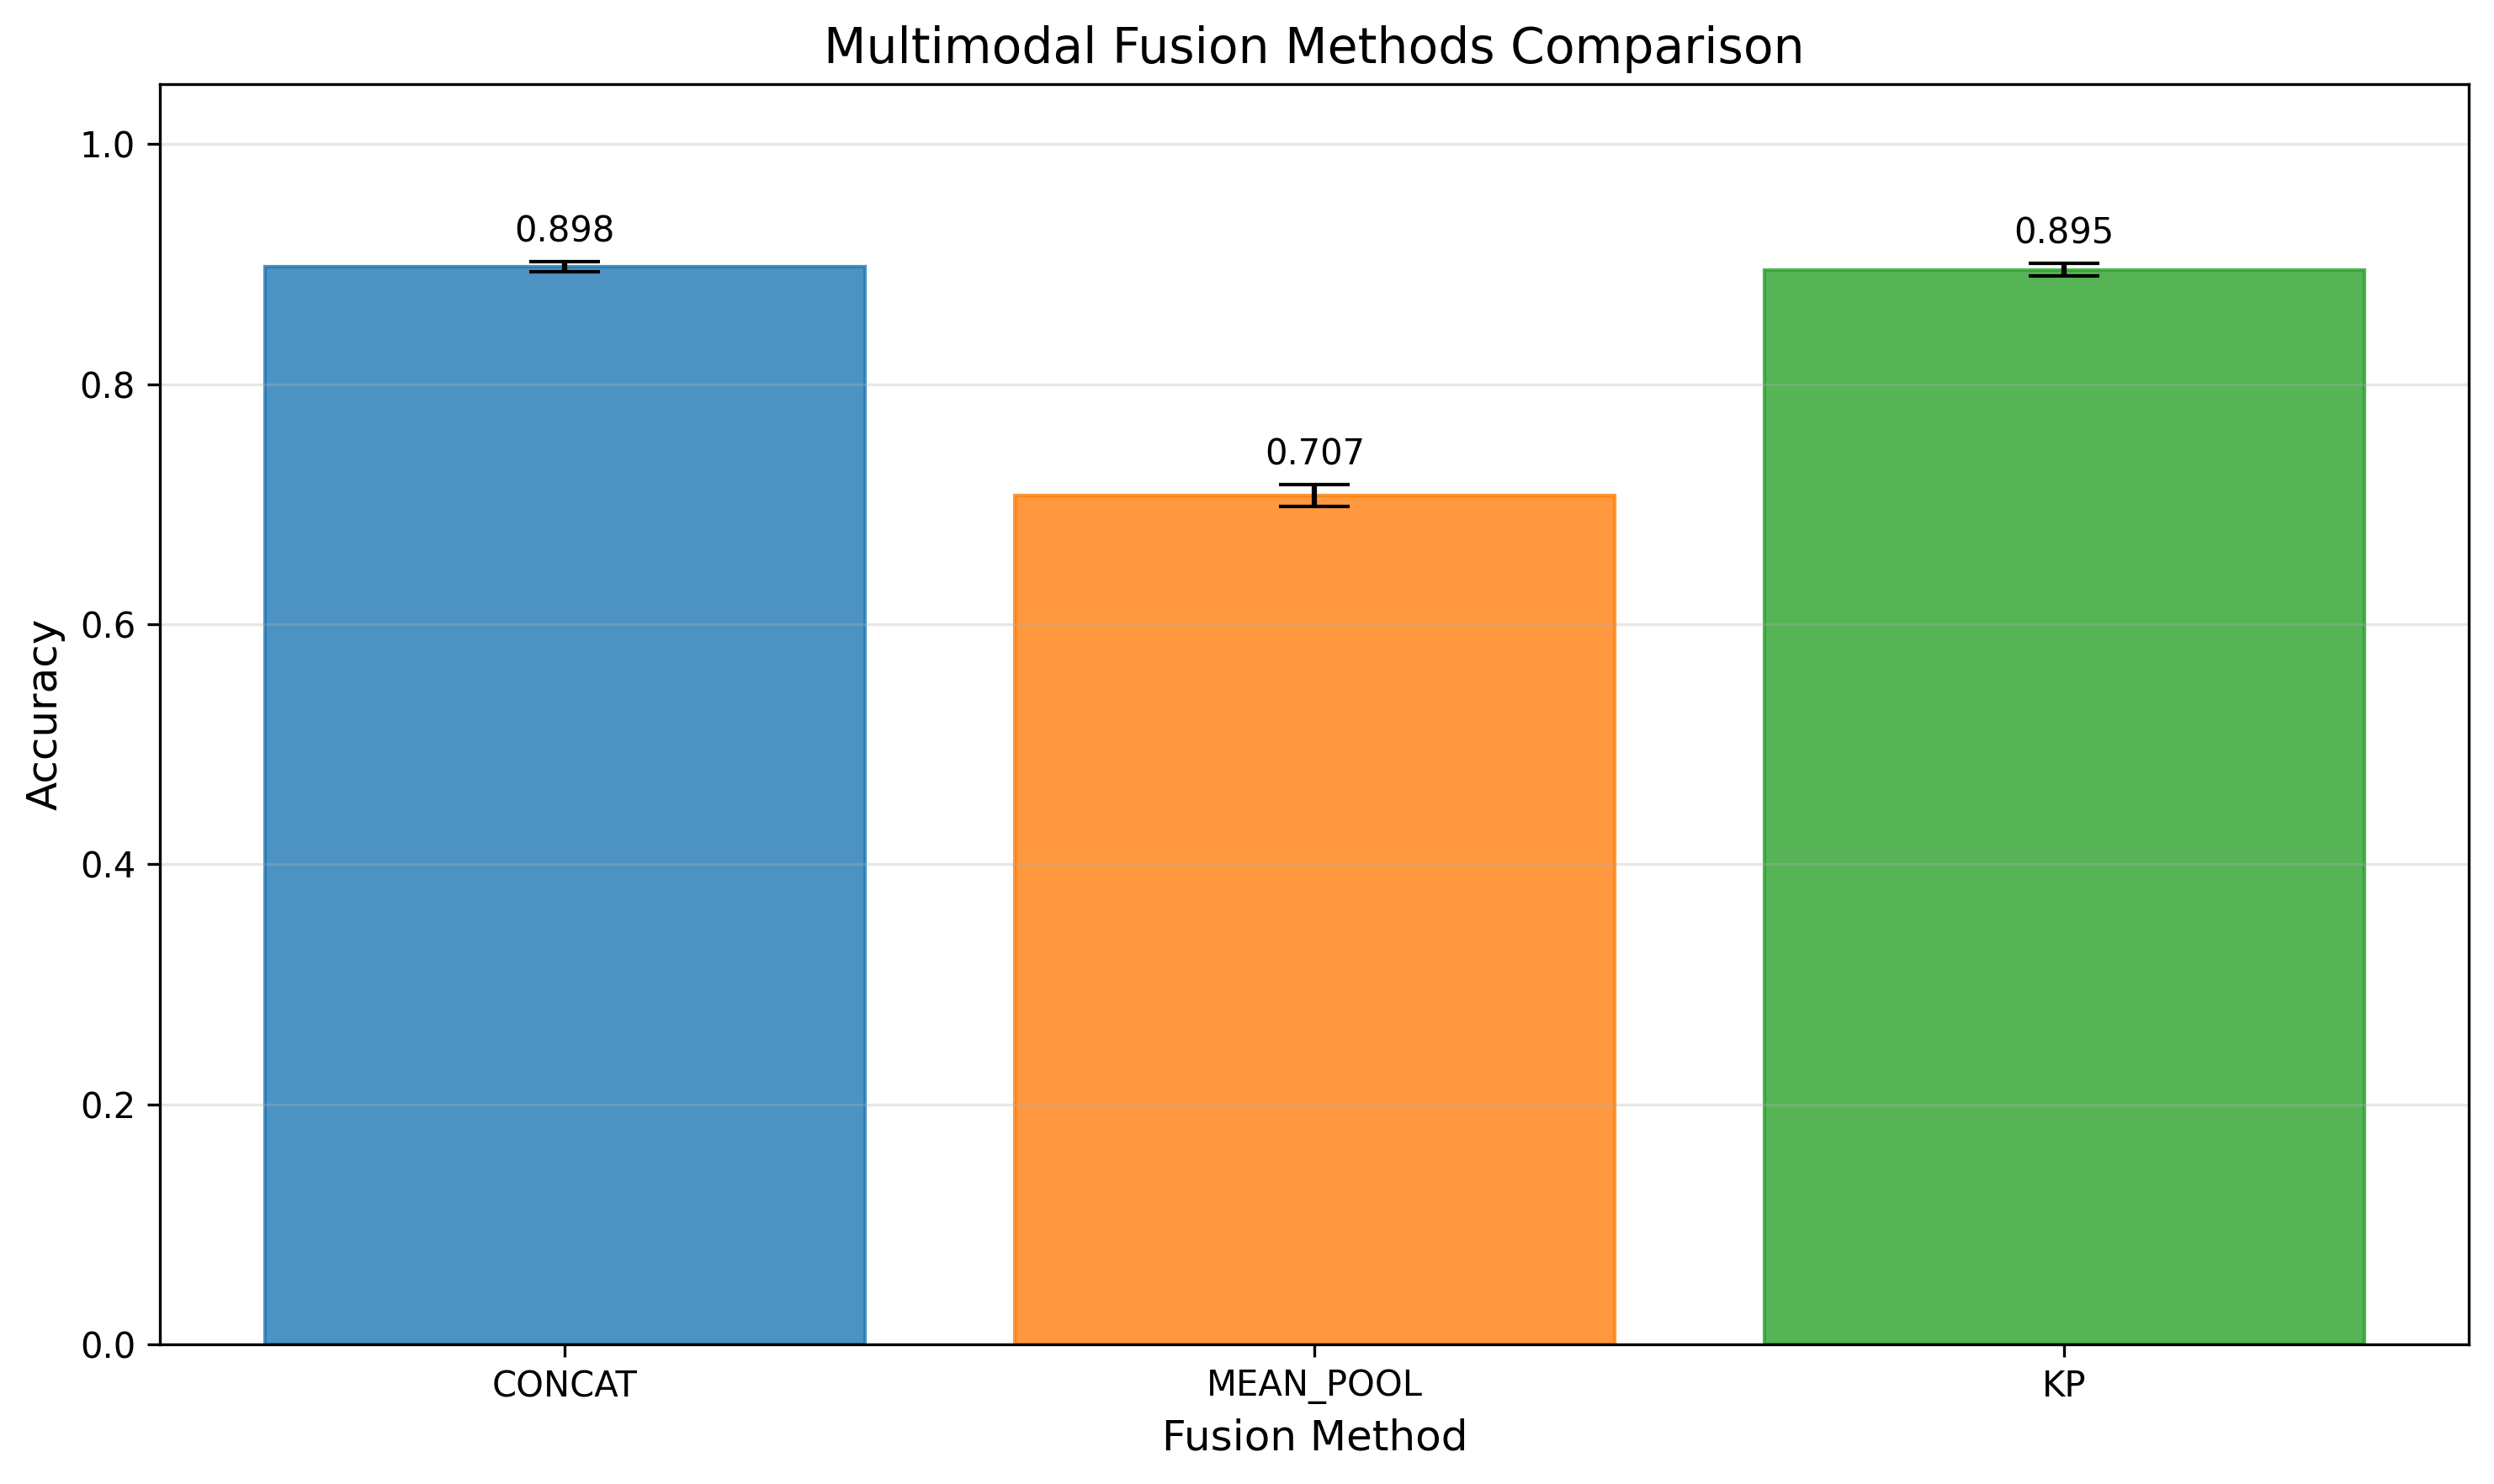 Multimodal Fusion Methods Comparison
1.0
0.8
0.6
0.4
0.2
0.0
Accuracy
0.898
0.707
0.895
CONCAT
MEAN_POOL
KP
Fusion Method